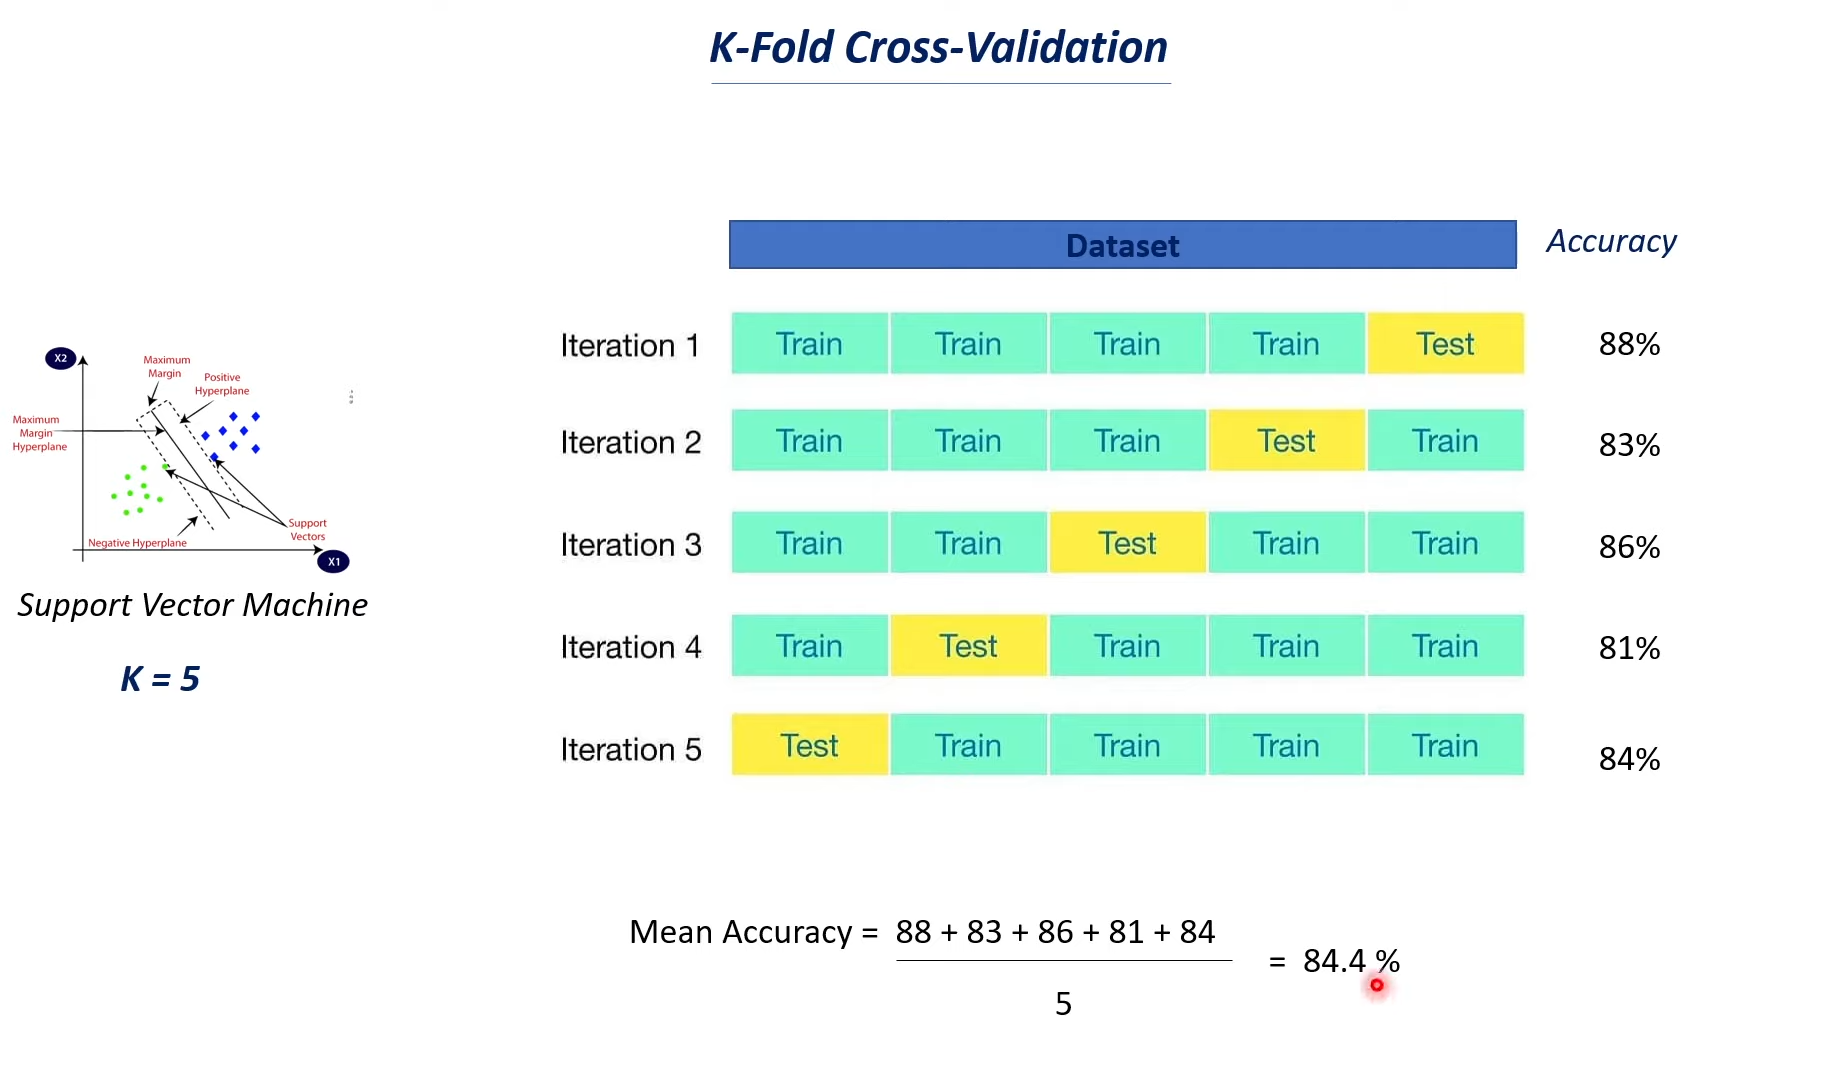 K-Fold Cross-Validation
Dataset
Accuracy
Iteration 1 Train Train Train Train Test 88%
Iteration 2 Train Train Train Test Train 83%
Iteration 3 Train Train Test Train Train 86%
Iteration 4 Train Test Train Train Train 81%
Iteration 5 Test Train Train Train Train 84%
X2
Maximum
Margin
Positive
Hyperplane
Maximum
Margin
Hyperplane
Support
Vectors
Negative Hyperplane
X1
Support Vector Machine
K = 5
Mean Accuracy = 88 + 83 + 86 + 81 + 84
5
= 84.4 %